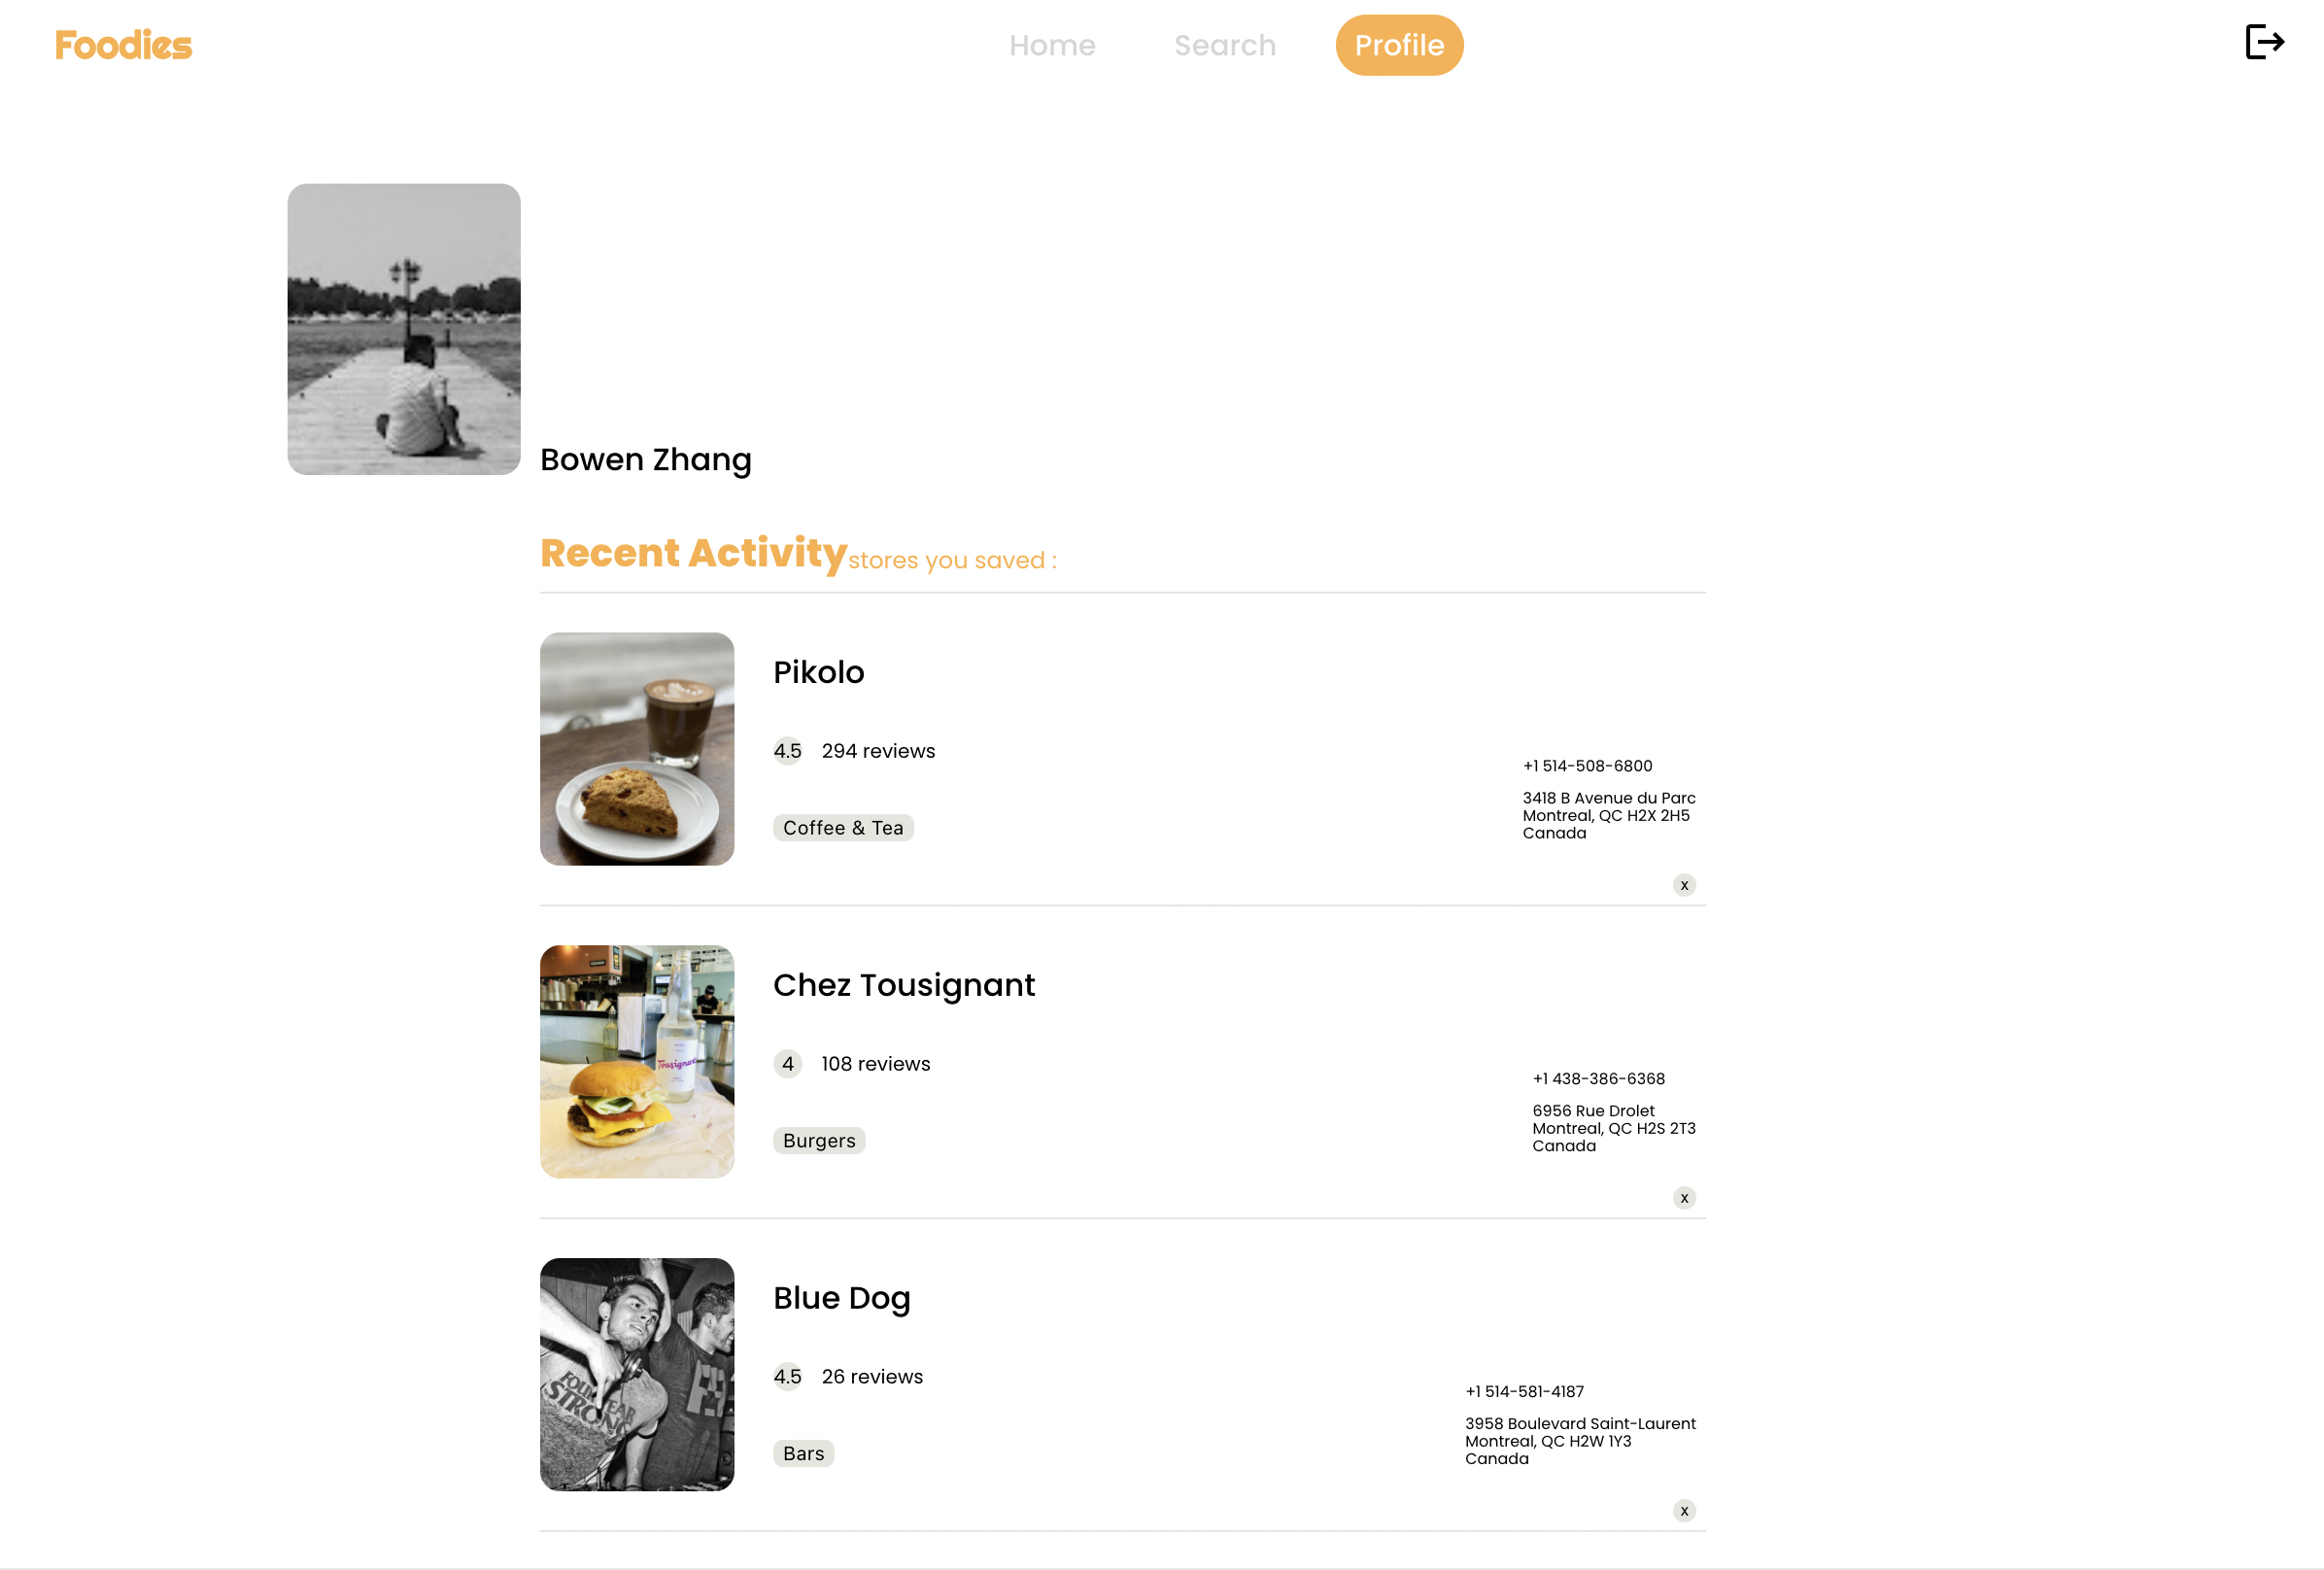 Foodies
Home
Search
Profile
Bowen Zhang
Recent Activity stores you saved :
Pikolo
4.5 294 reviews
Coffee & Tea
+1 514-508-6800
3418 B Avenue du Parc
Montreal, QC H2X 2H5
Canada
x
Chez Tousignant
4 108 reviews
Burgers
+1 438-386-6368
6956 Rue Drolet
Montreal, QC H2S 2T3
Canada
x
Tousignant
Blue Dog
4.5 26 reviews
Bars
+1 514-581-4187
3958 Boulevard Saint-Laurent
Montreal, QC H2W 1Y3
Canada
x
STRONG